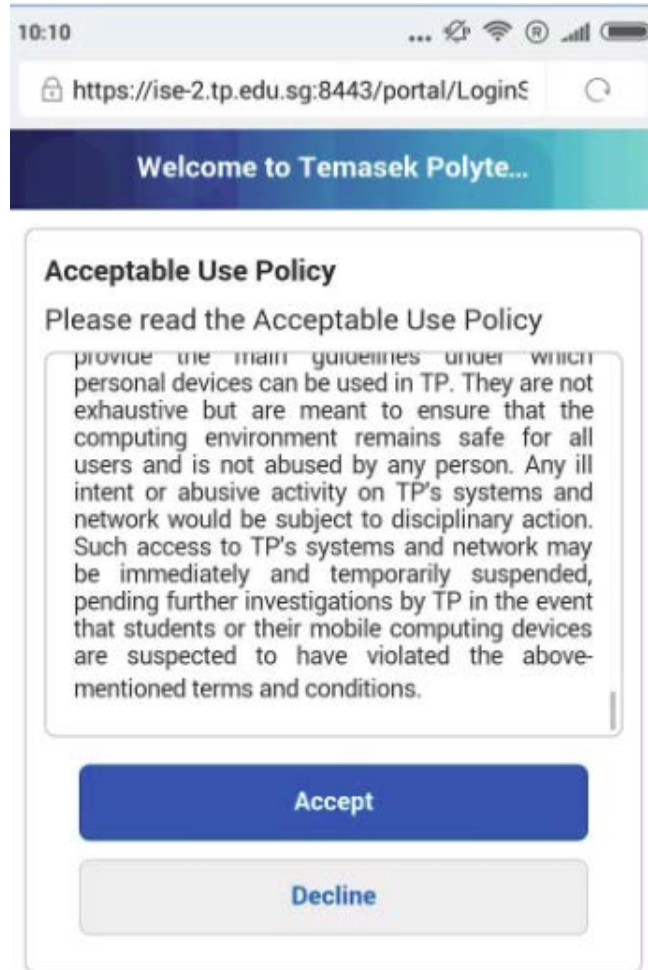 10:10
...
https://ise-2.tp.edu.sg:8443/portal/LoginS
Welcome to Temasek Polyte...
Acceptable Use Policy
Please read the Acceptable Use Policy
provide the main guidelines under which
personal devices can be used in TP. They are not
exhaustive but are meant to ensure that the
computing environment remains safe for all
users and is not abused by any person. Any ill
intent or abusive activity on TP's systems and
network would be subject to disciplinary action.
Such access to TP's systems and network may
be immediately and temporarily suspended,
pending further investigations by TP in the event
that students or their mobile computing devices
are suspected to have violated the above-
mentioned terms and conditions.
Accept
Decline